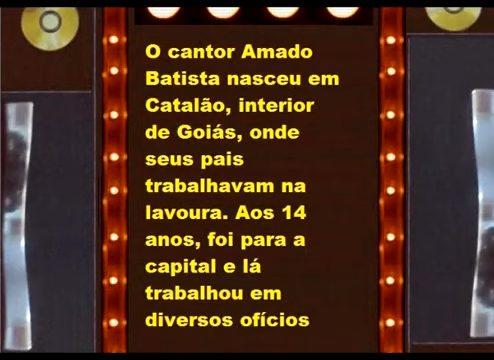 O cantor Amado
Batista nasceu em
Catalão, interior
de Goiás, onde
seus pais
trabalhavam na
lavoura. Aos 14
anos, foi para a
capital e lá
trabalhou em
diversos ofícios